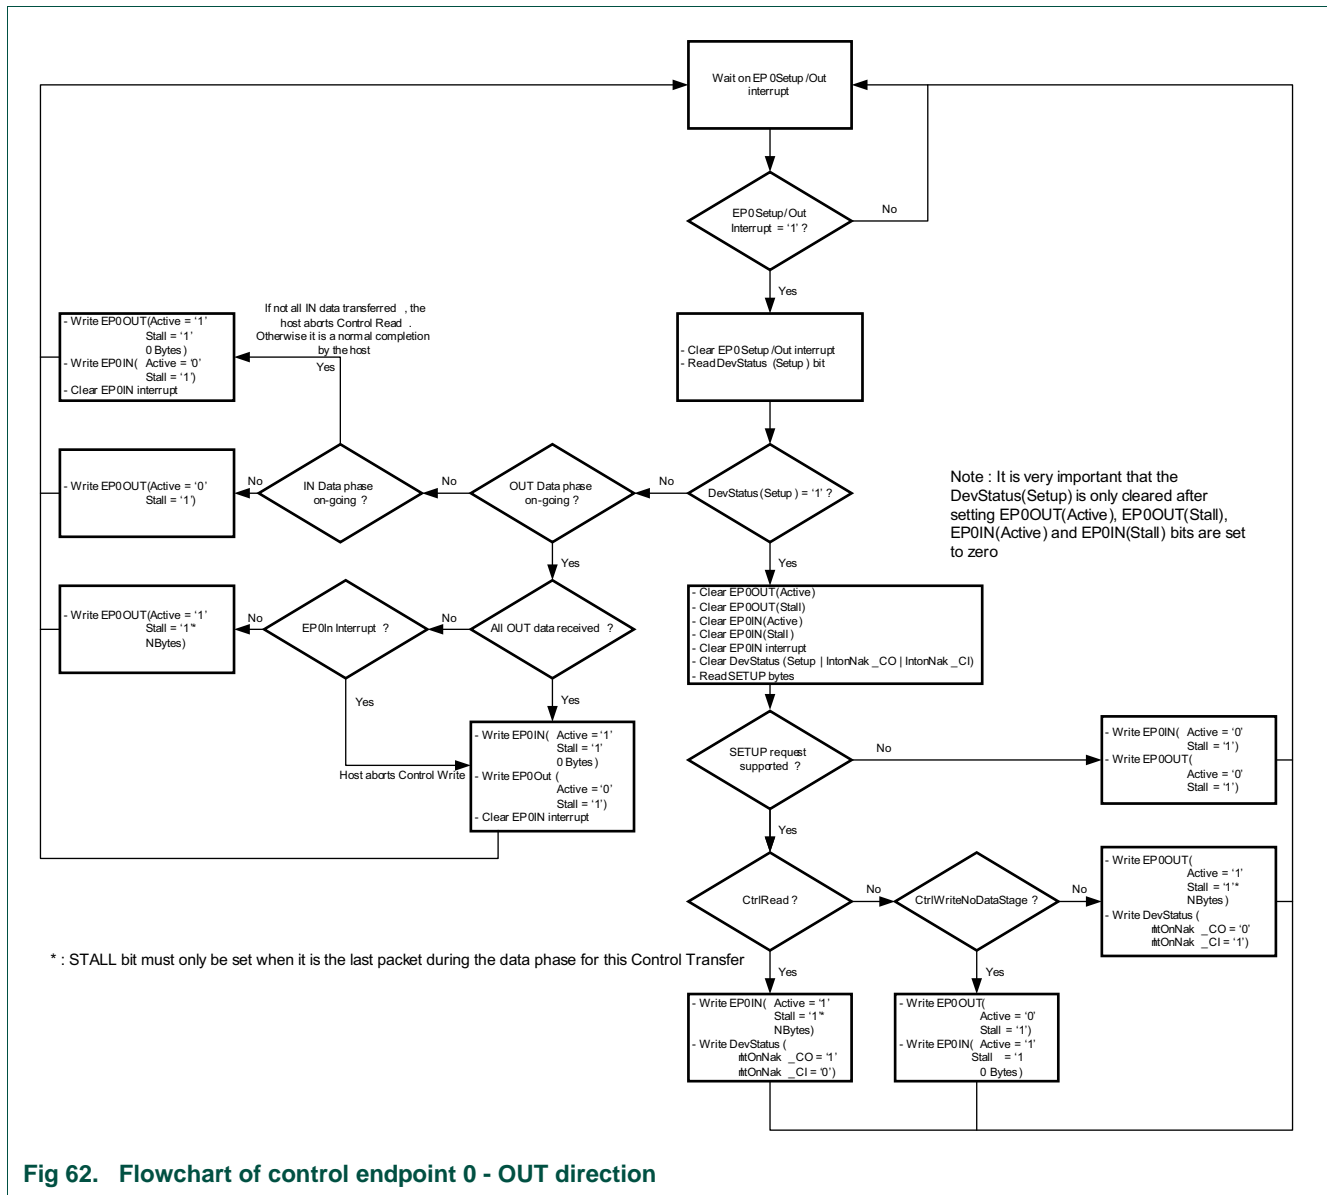 Wait on EP0Setup/Out
interrupt
EP0Setup/Out
Interrupt = ‘1’ ?
No
Yes
- Clear EP0Setup/Out interrupt
- Read DevStatus (Setup) bit
If not all IN data transferred , the
host aborts Control Read .
Otherwise it is a normal completion
by the host
Yes
- Write EP0OUT(Active = ‘1’
Stall = ‘1’
0 Bytes)
- Write EP0IN( Active = ‘0’
Stall = ‘1’)
- Clear EP0IN interrupt
DevStatus(Setup) = ‘1’ ?
No
OUT Data phase
on-going ?
No
IN Data phase
on-going ?
No
- Write EP0OUT(Active = ‘0’
Stall = ‘1’)
Note : It is very important that the
DevStatus(Setup) is only cleared after
setting EP0OUT(Active), EP0OUT(Stall),
EP0IN(Active) and EP0IN(Stall) bits are set
to zero
Yes
Yes
All OUT data received ?
No
EP0In Interrupt ?
No
- Write EP0OUT(Active = ‘1’
Stall = ‘1’*
NBytes)
- Clear EP0OUT(Active)
- Clear EP0OUT(Stall)
- Clear EP0IN(Active)
- Clear EP0IN(Stall)
- Clear EP0IN interrupt
- Clear DevStatus (Setup | IntonNak _CO | IntonNak _CI)
- Read SETUP bytes
Yes
Yes
Host aborts Control Write
- Write EP0IN( Active = ‘1’
Stall = ‘1’
0 Bytes)
- Write EP0Out (
Active = ‘0’
Stall = ‘1’)
- Clear EP0IN interrupt
SETUP request
supported ?
No
- Write EP0IN( Active = ‘0’
Stall = ‘1’)
- Write EP0OUT(
Active = ‘0’
Stall = ‘1’)
Yes
CtrlRead ?
No
CtrlWriteNoDataStage ?
No
- Write EP0OUT(
Active = ‘1’
Stall = ‘1’*
NBytes)
- Write DevStatus (
IntOnNak _CO = ‘0’
IntOnNak _CI = ‘1’)
* : STALL bit must only be set when it is the last packet during the data phase for this Control Transfer
Yes
Yes
- Write EP0IN( Active = ‘1’
Stall = ‘1’*
NBytes)
- Write DevStatus (
IntOnNak _CO = ‘1’
IntOnNak _CI = ‘0’)
- Write EP0OUT(
Active = ‘0’
Stall = ‘1’)
- Write EP0IN( Active = ‘1’
Stall = ‘1
0 Bytes)
Fig 62. Flowchart of control endpoint 0 - OUT direction